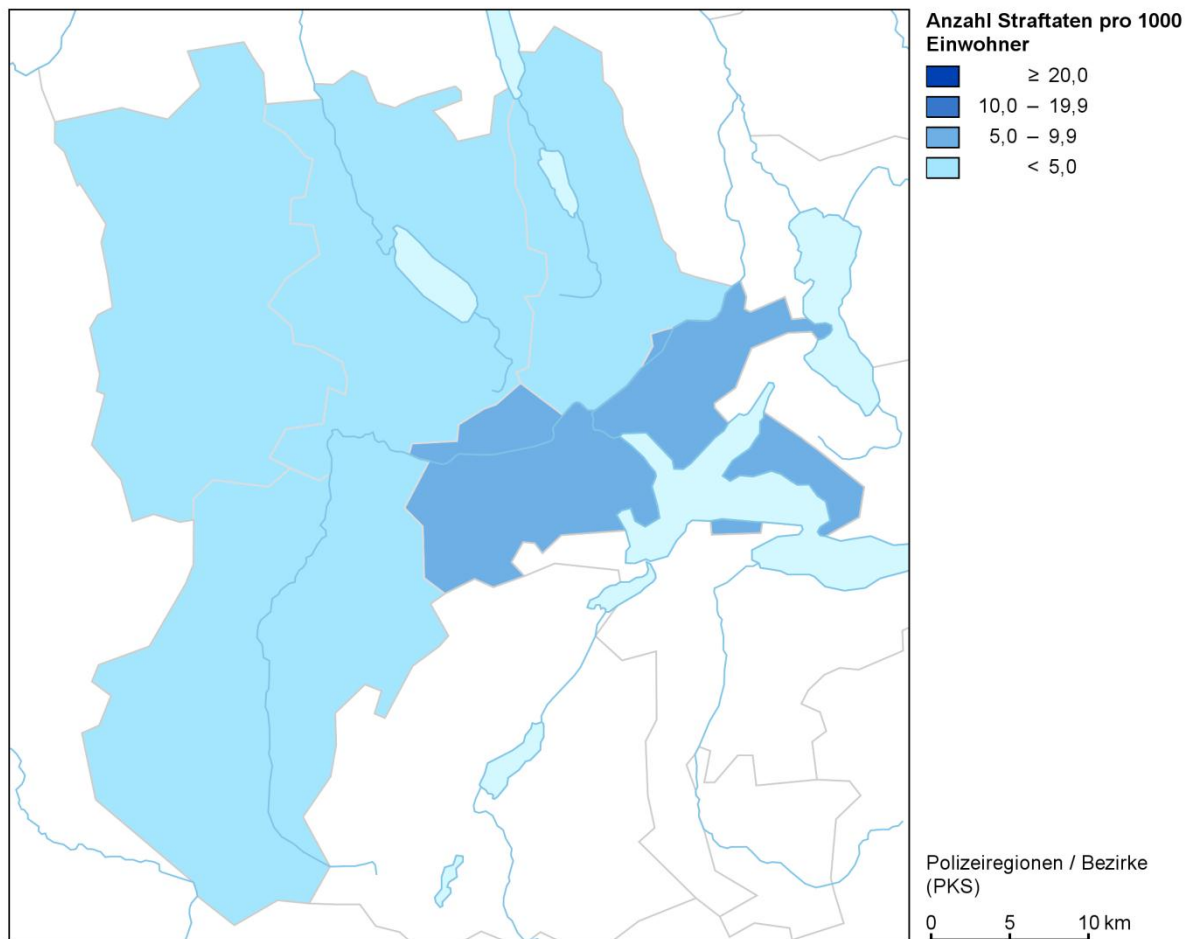 Anzahl Straftaten pro 1000
Einwohner
≥ 20,0
10,0 – 19,9
5,0 – 9,9
< 5,0
Polizeiregionen / Bezirke
(PKS)
0 5 10 km